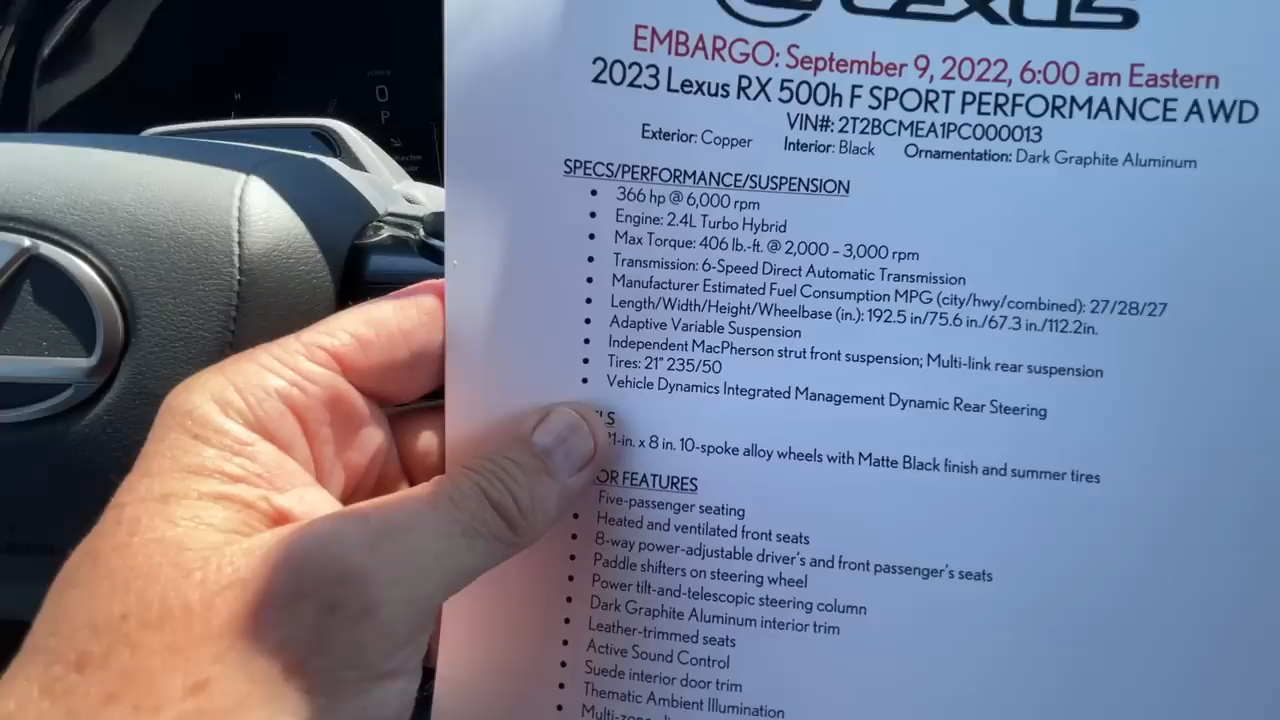 LEXUS
EMBARGO: September 9, 2022, 6:00 am Eastern
2023 Lexus RX 500h F SPORT PERFORMANCE AWD
VIN#: 2T2BCMEA1PC000013
Exterior: Copper Interior: Black Ornamentation: Dark Graphite Aluminum
SPECS/PERFORMANCE/SUSPENSION
• 366 hp @ 6,000 rpm
• Engine: 2.4L Turbo Hybrid
• Max Torque: 406 lb.-ft. @ 2,000 – 3,000 rpm
• Transmission: 6-Speed Direct Automatic Transmission
• Manufacturer Estimated Fuel Consumption MPG (city/hwy/combined): 27/28/27
• Length/Width/Height/Wheelbase (in.): 192.5 in/75.6 in./67.3 in./112.2in.
• Adaptive Variable Suspension
• Independent MacPherson strut front suspension; Multi-link rear suspension
• Tires: 21" 235/50
• Vehicle Dynamics Integrated Management Dynamic Rear Steering
LS
1-in. x 8 in. 10-spoke alloy wheels with Matte Black finish and summer tires
OR FEATURES
Five-passenger seating
• Heated and ventilated front seats
• 8-way power-adjustable driver's and front passenger's seats
• Paddle shifters on steering wheel
• Power tilt-and-telescopic steering column
• Dark Graphite Aluminum interior trim
• Leather-trimmed seats
• Active Sound Control
• Suede interior door trim
• Thematic Ambient Illumination
0
P
H